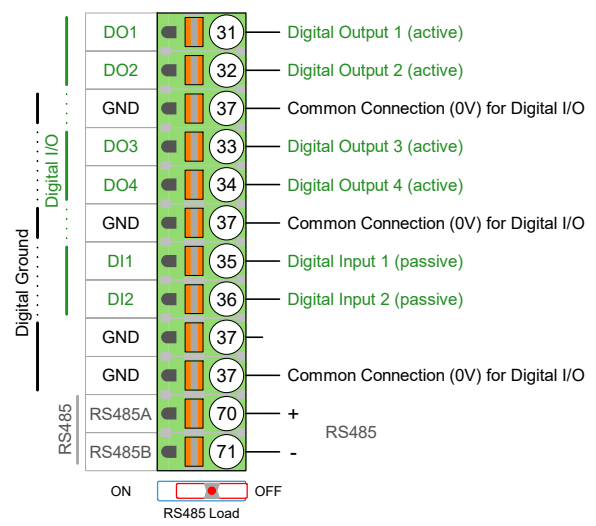 DO1 31 Digital Output 1 (active)
DO2 32 Digital Output 2 (active)
GND 37 Common Connection (0V) for Digital I/O
DO3 33 Digital Output 3 (active)
DO4 34 Digital Output 4 (active)
GND 37 Common Connection (0V) for Digital I/O
DI1 35 Digital Input 1 (passive)
DI2 36 Digital Input 2 (passive)
GND 37
GND 37 Common Connection (0V) for Digital I/O
RS485A 70 +
RS485
RS485B 71 -
Digital I/O
Digital Ground
RS485
ON OFF
RS485 Load